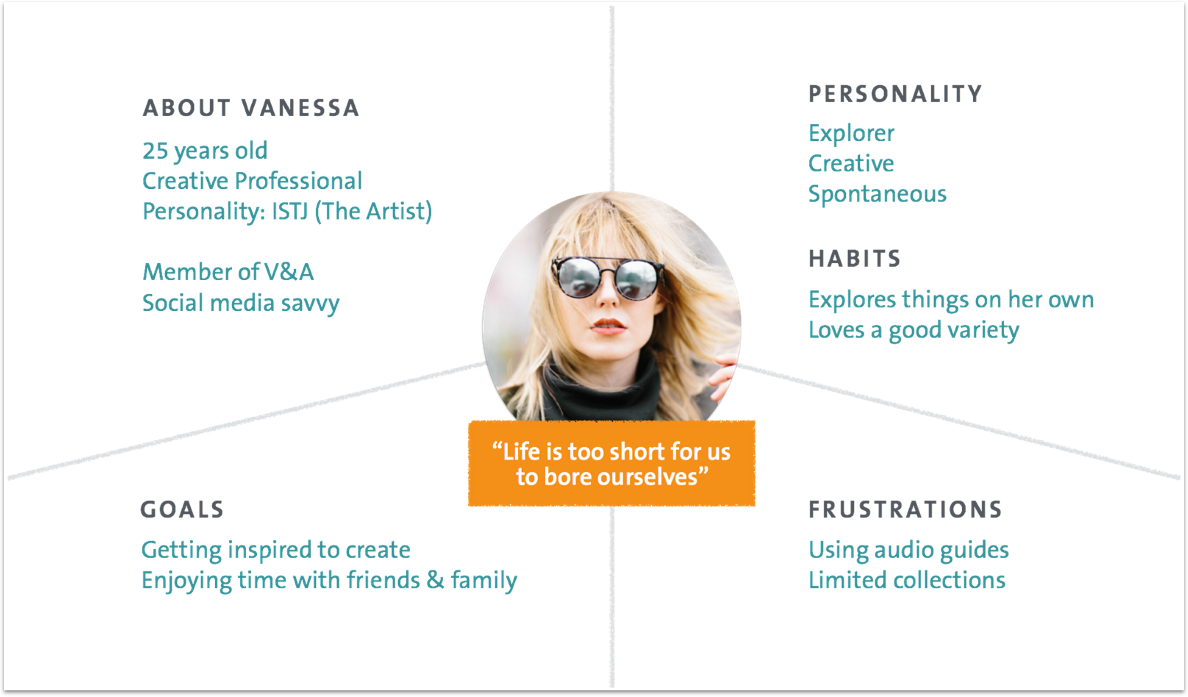 ABOUT VANESSA
25 years old
Creative Professional
Personality: ISTJ (The Artist)
Member of V&A
Social media savvy
PERSONALITY
Explorer
Creative
Spontaneous
HABITS
Explores things on her own
Loves a good variety
“Life is too short for us
to bore ourselves”
GOALS
Getting inspired to create
Enjoying time with friends & family
FRUSTRATIONS
Using audio guides
Limited collections